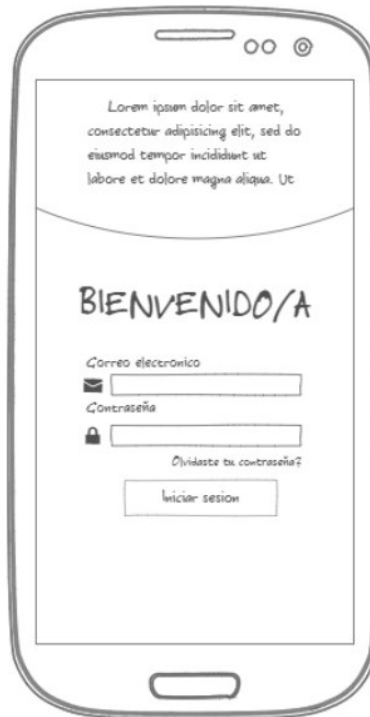 Lorem ipsum dolor sit amet,
consectetur adipisicing elit, sed do
eiusmod tempor incididunt ut
labore et dolore magna aliqua. Ut
BIENVENIDO/A
Correo electronico
Contraseña
Olvidaste tu contraseña?
Iniciar sesion